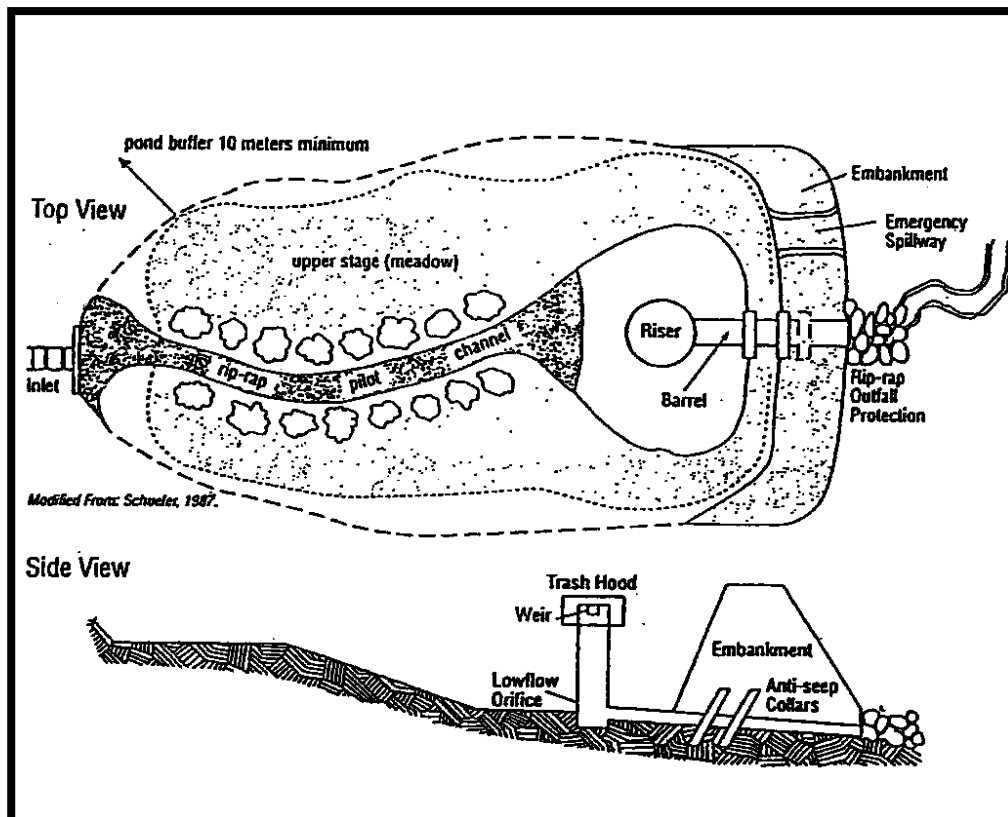 pond buffer 10 meters minimum
Top View
Embankment
Emergency
Spillway
upper stage (meadow)
Riser
channel
pilot
rip-rap
Inlet
Barrel
Rip-rap
Outfall
Protection
Modified From: Schueler, 1987.
Side View
Trash Hood
Weir
Embankment
Lowflow
Orifice
Anti-seep
Collars